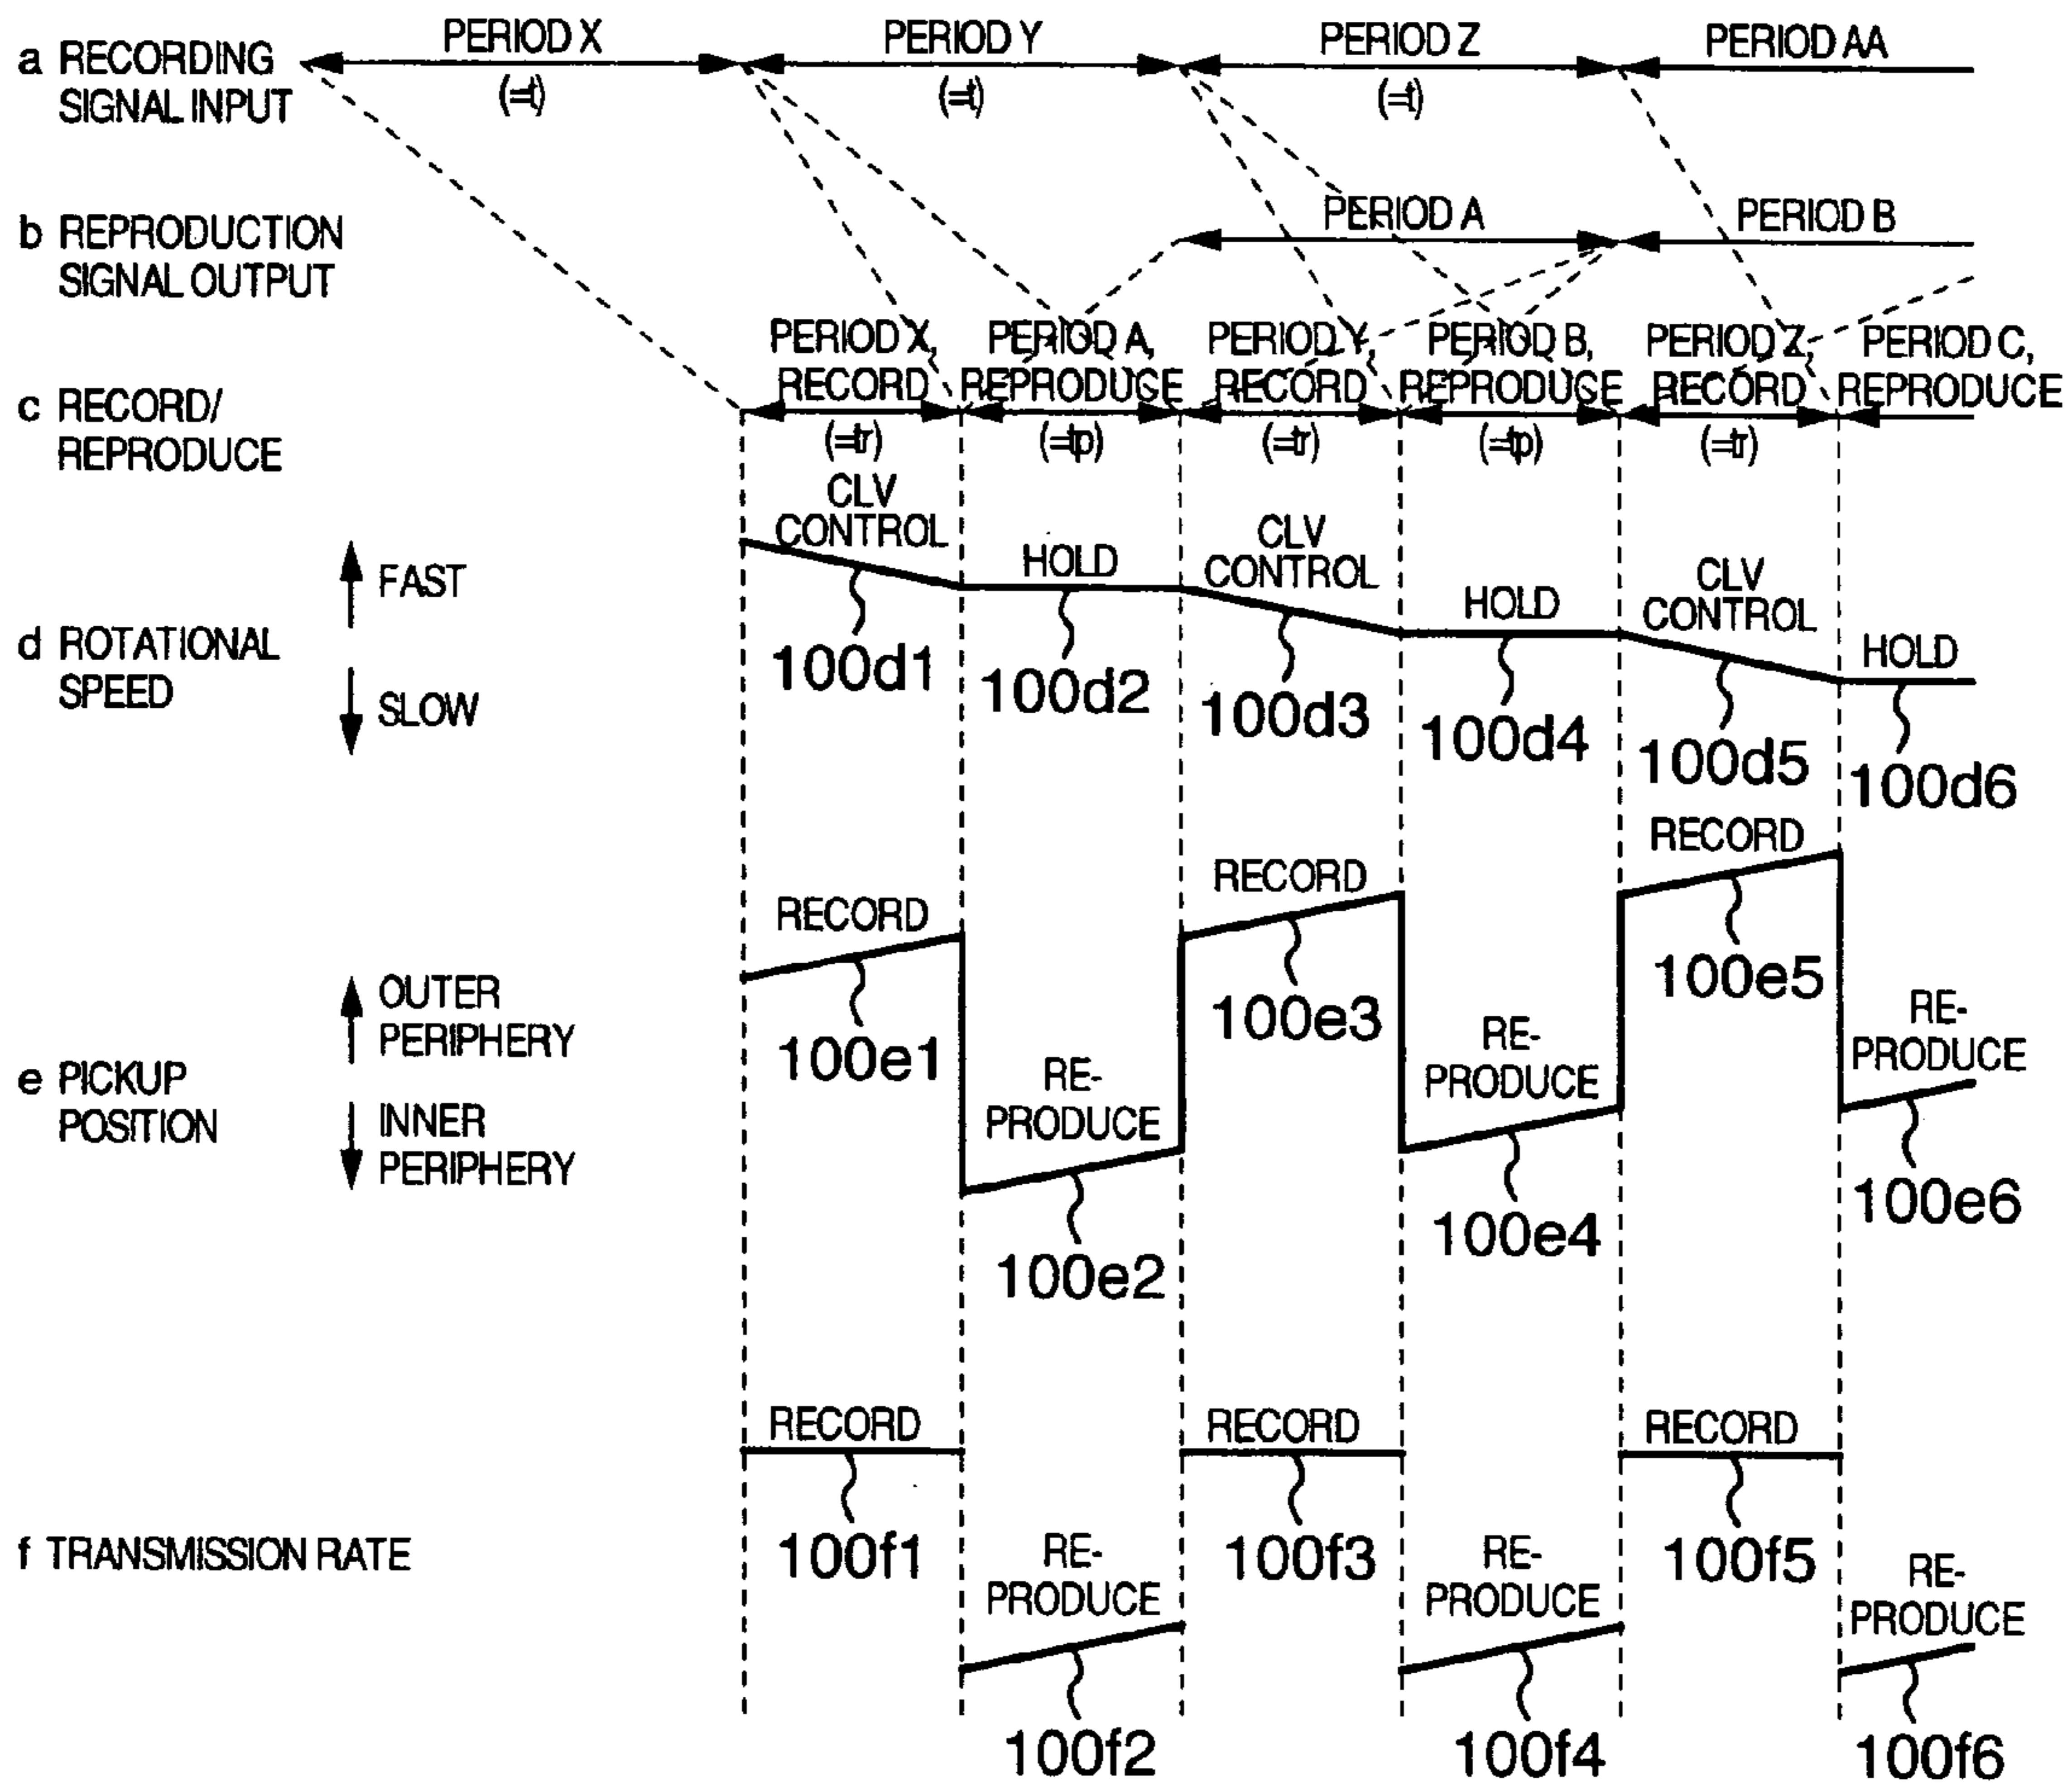 a RECORDING
SIGNAL INPUT
PERIOD X
(=t)
PERIOD Y
(=t)
PERIOD Z
(=t)
PERIOD AA
b REPRODUCTION
SIGNAL OUTPUT
PERIOD A
PERIOD B
c RECORD/
REPRODUCE
PERIOD X,
RECORD
(=tr)
PERIOD A,
REPRODUCE
(=tp)
PERIOD Y,
RECORD
(=tr)
PERIOD B,
REPRODUCE
(=tp)
PERIOD Z,
RECORD
(=tr)
PERIOD C,
REPRODUCE
d ROTATIONAL
SPEED
FAST
SLOW
CLV
CONTROL
100d1
HOLD
100d2
CLV
CONTROL
100d3
HOLD
100d4
CLV
CONTROL
100d5
HOLD
100d6
e PICKUP
POSITION
OUTER
PERIPHERY
INNER
PERIPHERY
RECORD
100e1
RE-
PRODUCE
100e2
RECORD
100e3
RE-
PRODUCE
100e4
RECORD
100e5
RE-
PRODUCE
100e6
f TRANSMISSION RATE
RECORD
100f1
RE-
PRODUCE
100f2
RECORD
100f3
RE-
PRODUCE
100f4
RECORD
100f5
RE-
PRODUCE
100f6